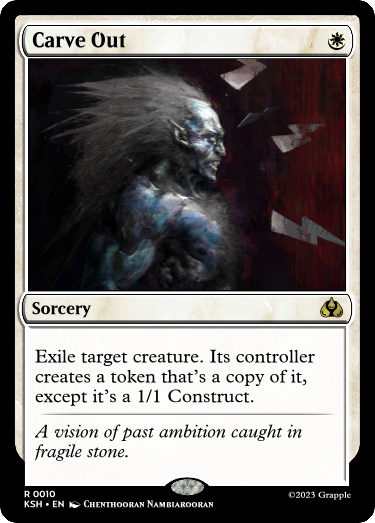 Carve Out
Sorcery
Exile target creature. Its controller
creates a token that's a copy of it,
except it's a 1/1 Construct.
A vision of past ambition caught in
fragile stone.
R 0010
KSH • EN Chenthooran Nambiarooran
©2023 Grapple